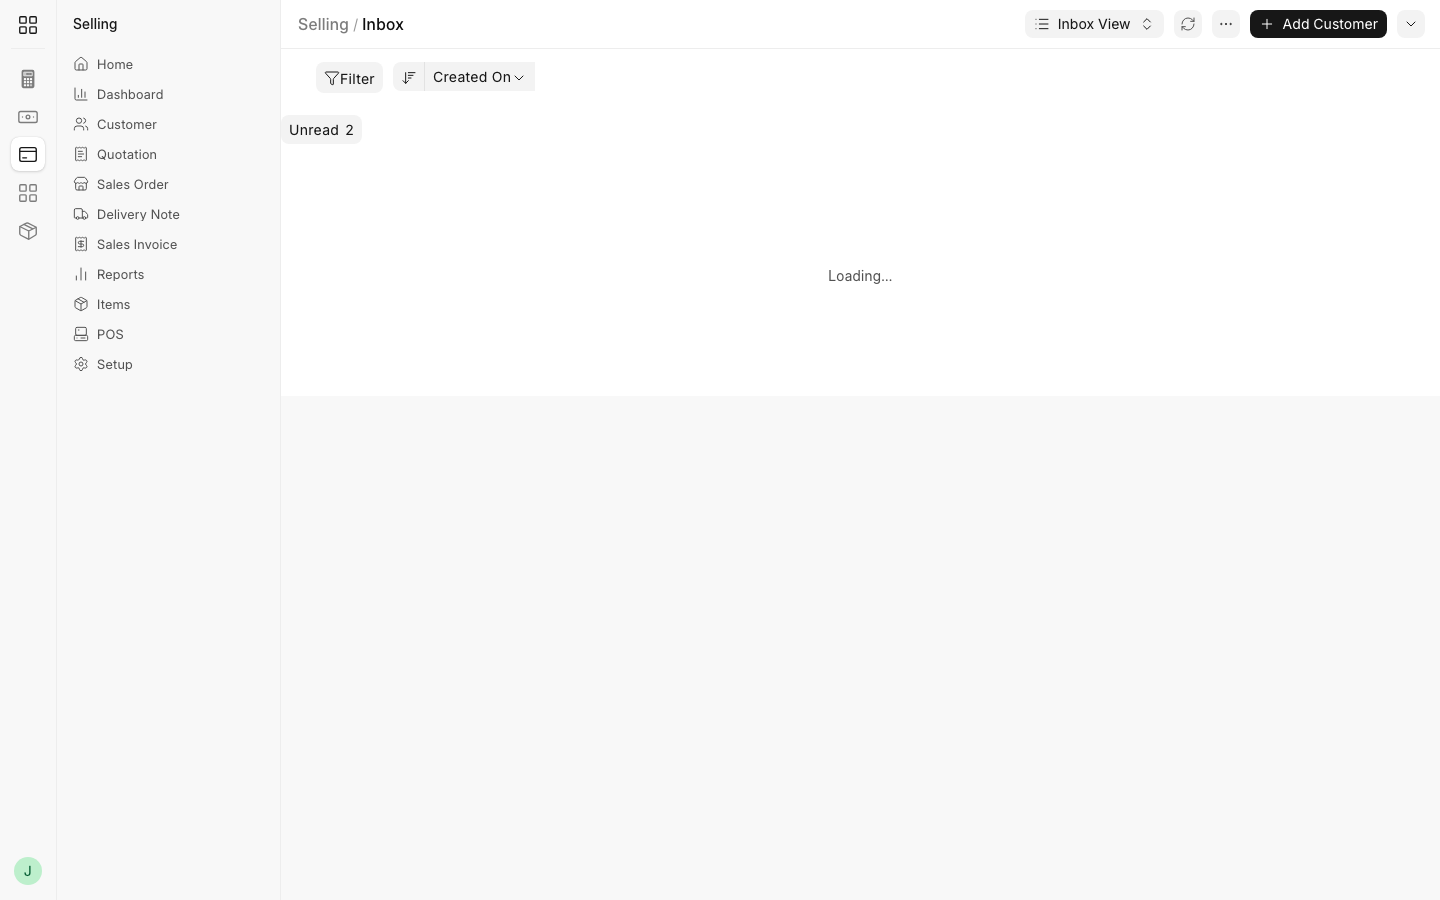 Selling
Home
Dashboard
Customer
Quotation
Sales Order
Delivery Note
Sales Invoice
Reports
Items
POS
Setup
J
Selling / Inbox
Inbox View
Add Customer
Filter
Created On
Unread 2
Loading...